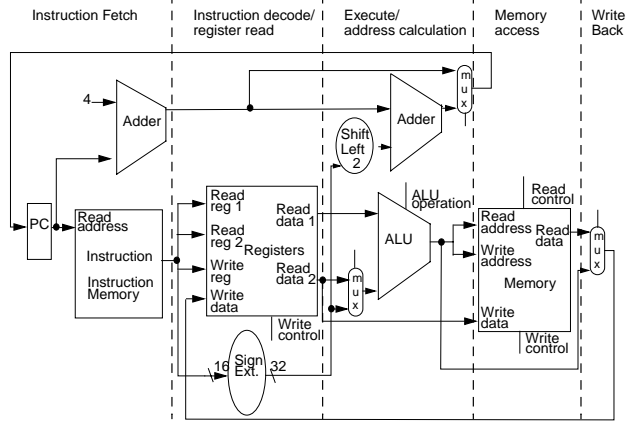 Instruction Fetch
Instruction decode/
register read
Execute/
address calculation
Memory
access
Write
Back
4
Adder
Shift
Left
2
Adder
m
u
x
PC
Read
address
Instruction
Instruction
Memory
Read
reg 1
Read
reg 2
Write
reg
Write
data
Registers
Read
data 1
Read
data 2
Write
control
16
Sign
Ext.
32
m
u
x
ALU
operation
ALU
Read
control
Read
address
Write
address
Read
data
Memory
Write
data
Write
control
m
u
x